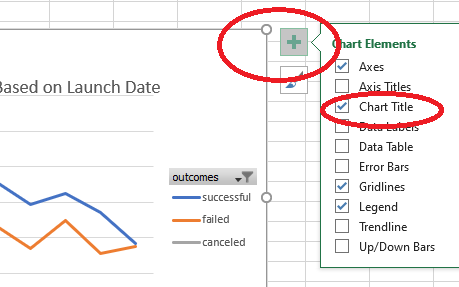 Based on Launch Date
outcomes
successful
failed
canceled
Chart Elements
Axes
Axis Titles
Chart Title
Data Labels
Data Table
Error Bars
Gridlines
Legend
Trendline
Up/Down Bars